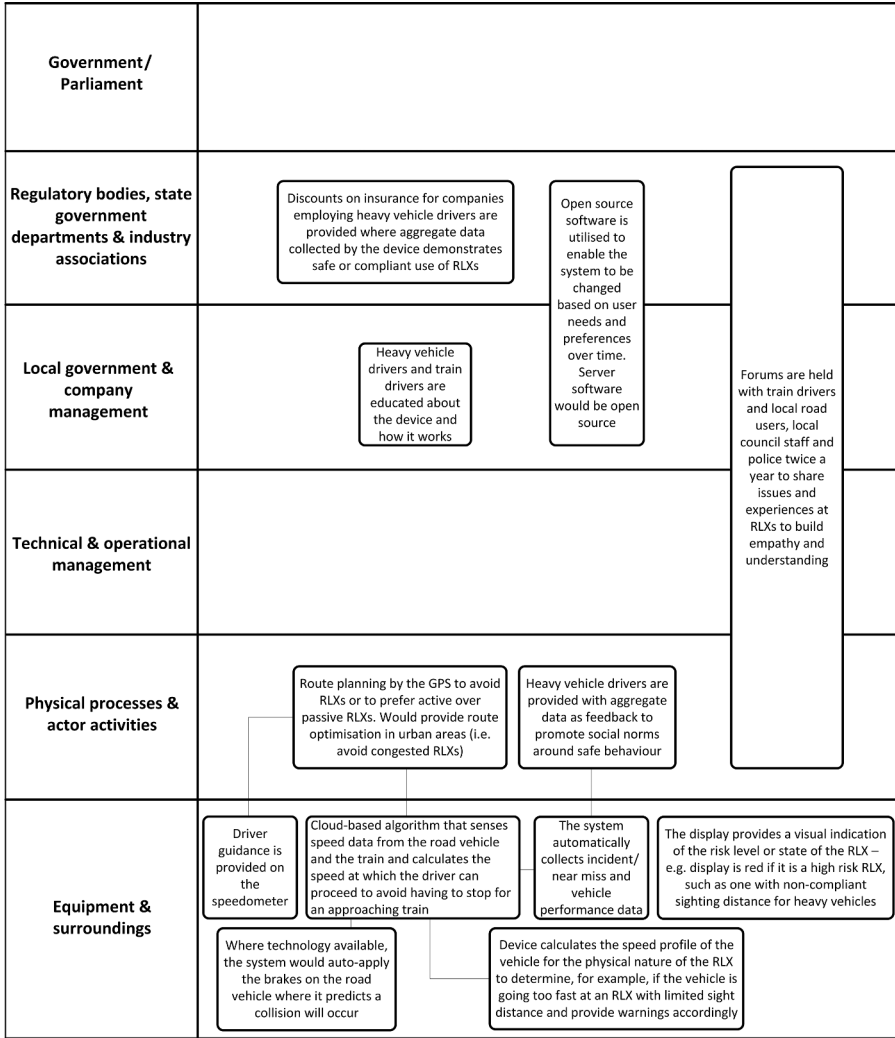 Government/
Parliament
Regulatory bodies, state
government
departments & industry
associations
Discounts on insurance for companies
employing heavy vehicle drivers are
provided where aggregate data
collected by the device demonstrates
safe or compliant use of RLXs
Open source
software is
utilised to
enable the
system to be
changed
based on user
needs and
preferences
over time.
Server
software
would be open
source
Local government &
company
management
Heavy vehicle
drivers and train
drivers are
educated about
the device and
how it works
Forums are held
with train drivers
and local road
users, local
council staff and
police twice a
year to share
issues and
experiences at
RLXs to build
empathy and
understanding
Technical & operational
management
Physical processes &
actor activities
Route planning by the GPS to avoid
RLXs or to prefer active over
passive RLXs. Would provide route
optimisation in urban areas (i.e.
avoid congested RLXs)
Heavy vehicle drivers are
provided with aggregate
data as feedback to
promote social norms
around safe behaviour
Equipment &
surroundings
Driver
guidance is
provided on
the
speedometer
Cloud-based algorithm that senses
speed data from the road vehicle
and the train and calculates the
speed at which the driver can
proceed to avoid having to stop for
an approaching train
The system
automatically
collects incident/
near miss and
vehicle
performance data
The display provides a visual indication
of the risk level or state of the RLX –
e.g. display is red if it is a high risk RLX,
such as one with non-compliant
sighting distance for heavy vehicles
Where technology available,
the system would auto-apply
the brakes on the road
vehicle where it predicts a
collision will occur
Device calculates the speed profile of the
vehicle for the physical nature of the RLX
to determine, for example, if the vehicle is
going too fast at an RLX with limited sight
distance and provide warnings accordingly